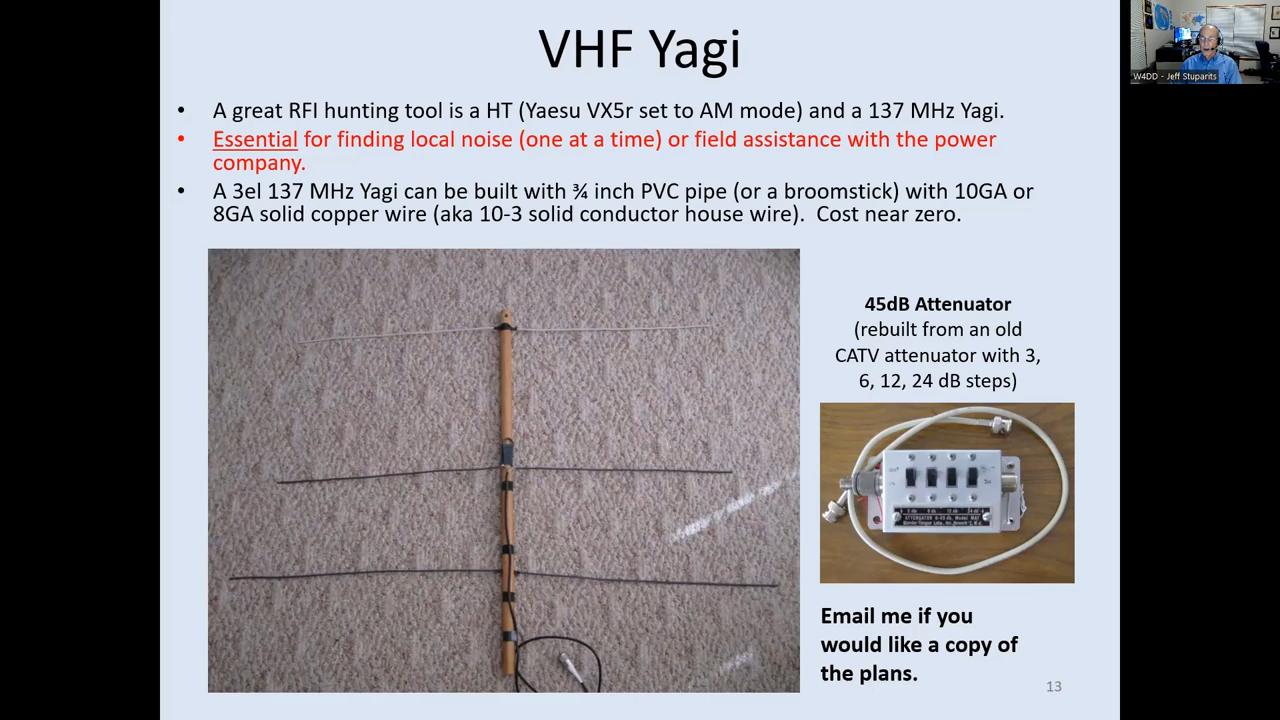 VHF Yagi
• A great RFI hunting tool is a HT (Yaesu VX5r set to AM mode) and a 137 MHz Yagi.
• Essential for finding local noise (one at a time) or field assistance with the power
company.
• A 3el 137 MHz Yagi can be built with ¾ inch PVC pipe (or a broomstick) with 10GA or
8GA solid copper wire (aka 10-3 solid conductor house wire).  Cost near zero.
45dB Attenuator
(rebuilt from an old
CATV attenuator with 3,
6, 12, 24 dB steps)
Email me if you
would like a copy of
the plans.
13
W4DD - Jeff Stuparits